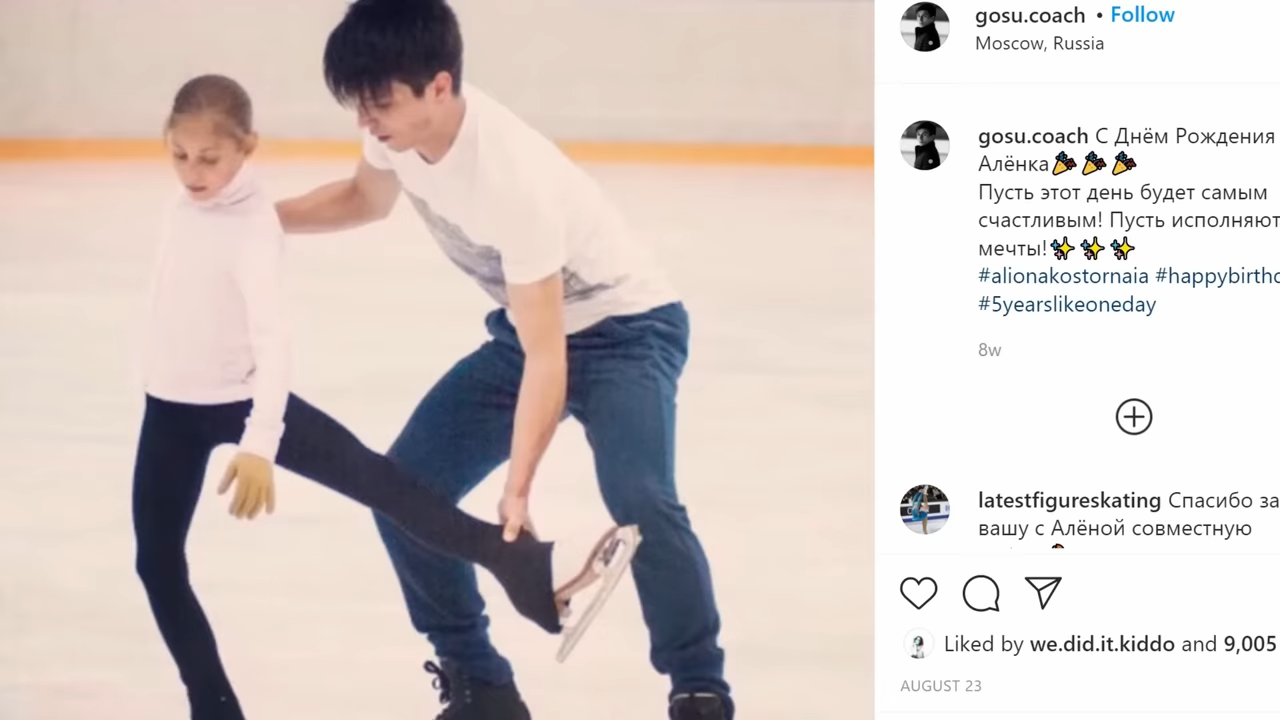 gosu.coach • Follow
Moscow, Russia
gosu.coach С Днём Рождения
Алёнка🎉🎉🎉
Пусть этот день будет самым
счастливым! Пусть исполняют
мечты!✨✨✨
#alionakostornaia #happybirthd
#5yearslikeoneday
8w
latestfigureskating Спасибо за
вашу с Алёной совместную
Liked by we.did.it.kiddo and 9,005
AUGUST 23